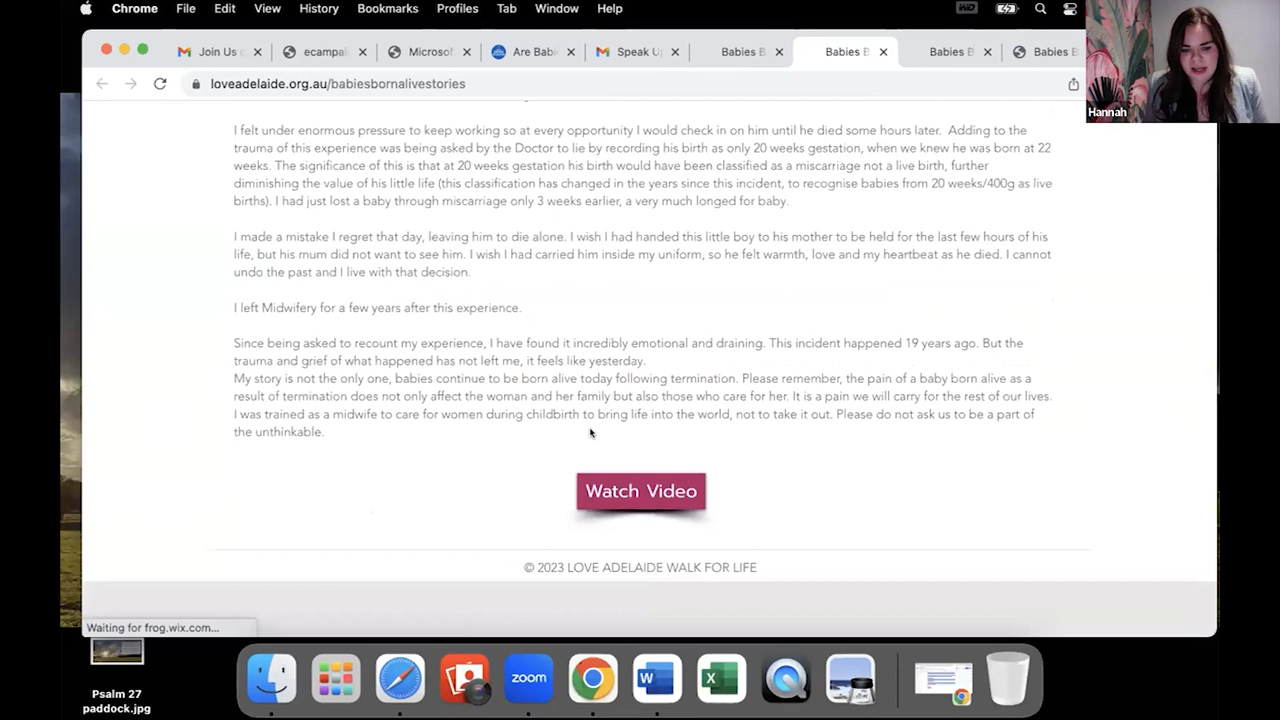 Chrome File Edit View History Bookmarks Profiles Tab Window Help
Join Us c
ecampai
Microso
Are Babi
Speak Up
Babies B
Babies B
Babies B
Babies B
loveadelaide.org.au/babiesbornalivestories
Hannah
I felt under enormous pressure to keep working so at every opportunity I would check in on him until he died some hours later. Adding to the
trauma of this experience was being asked by the Doctor to lie by recording his birth as only 20 weeks gestation, when we knew he was born at 22
weeks. The significance of this is that at 20 weeks gestation his birth would have been classified as a miscarriage not a live birth, further
diminishing the value of his little life (this classification has changed in the years since this incident, to recognise babies from 20 weeks/400g as live
births). I had just lost a baby through miscarriage only 3 weeks earlier, a very much longed for baby.
I made a mistake I regret that day, leaving him to die alone. I wish I had handed this little boy to his mother to be held for the last few hours of his
life, but his mum did not want to see him. I wish I had carried him inside my uniform, so he felt warmth, love and my heartbeat as he died. I cannot
undo the past and I live with that decision.
I left Midwifery for a few years after this experience.
Since being asked to recount my experience, I have found it incredibly emotional and draining. This incident happened 19 years ago. But the
trauma and grief of what happened has not left me, it feels like yesterday.
My story is not the only one, babies continue to be born alive today following termination. Please remember, the pain of a baby born alive as a
result of termination does not only affect the woman and her family but also those who care for her. It is a pain we will carry for the rest of our lives.
I was trained as a midwife to care for women during childbirth to bring life into the world, not to take it out. Please do not ask us to be a part of
the unthinkable.
Watch Video
© 2023 LOVE ADELAIDE WALK FOR LIFE
Waiting for frog.wix.com...
zoom
Psalm 27
paddock.jpg